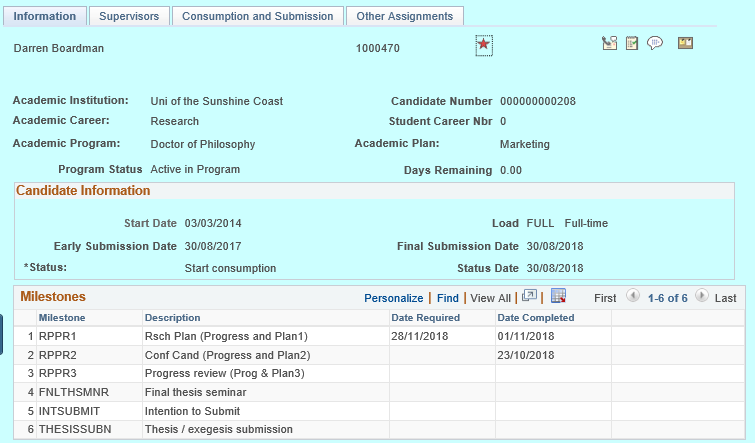 Information Supervisors Consumption and Submission Other Assignments
Darren Boardman 1000470
Academic Institution: Uni of the Sunshine Coast Candidate Number 000000000208
Academic Career: Research Student Career Nbr 0
Academic Program: Doctor of Philosophy Academic Plan: Marketing
Program Status Active in Program Days Remaining 0.00
Candidate Information
Start Date 03/03/2014 Load FULL Full-time
Early Submission Date 30/08/2017 Final Submission Date 30/08/2018
*Status: Start consumption Status Date 30/08/2018
Milestones Personalize | Find | View All | | First 1-6 of 6 Last
Milestone Description Date Required Date Completed
1 RPPR1 Rsch Plan (Progress and Plan1) 28/11/2018 01/11/2018
2 RPPR2 Conf Cand (Progress and Plan2) 23/10/2018
3 RPPR3 Progress review (Prog & Plan3)
4 FNLTHSMNR Final thesis seminar
5 INTSUBMIT Intention to Submit
6 THESISSUBN Thesis / exegesis submission